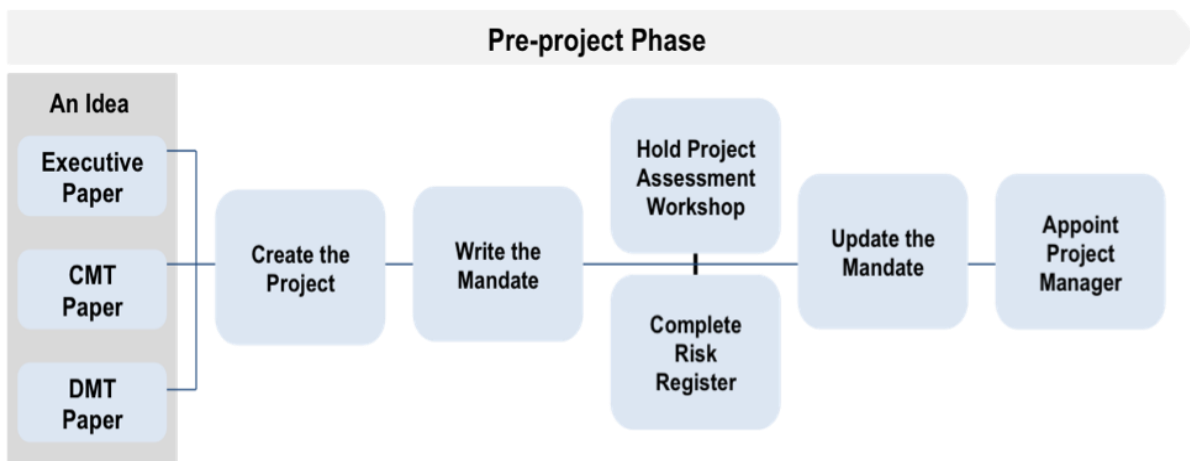 Pre-project Phase
An Idea
Executive
Paper
CMT
Paper
DMT
Paper
Create the
Project
Write the
Mandate
Hold Project
Assessment
Workshop
Complete
Risk
Register
Update the
Mandate
Appoint
Project
Manager